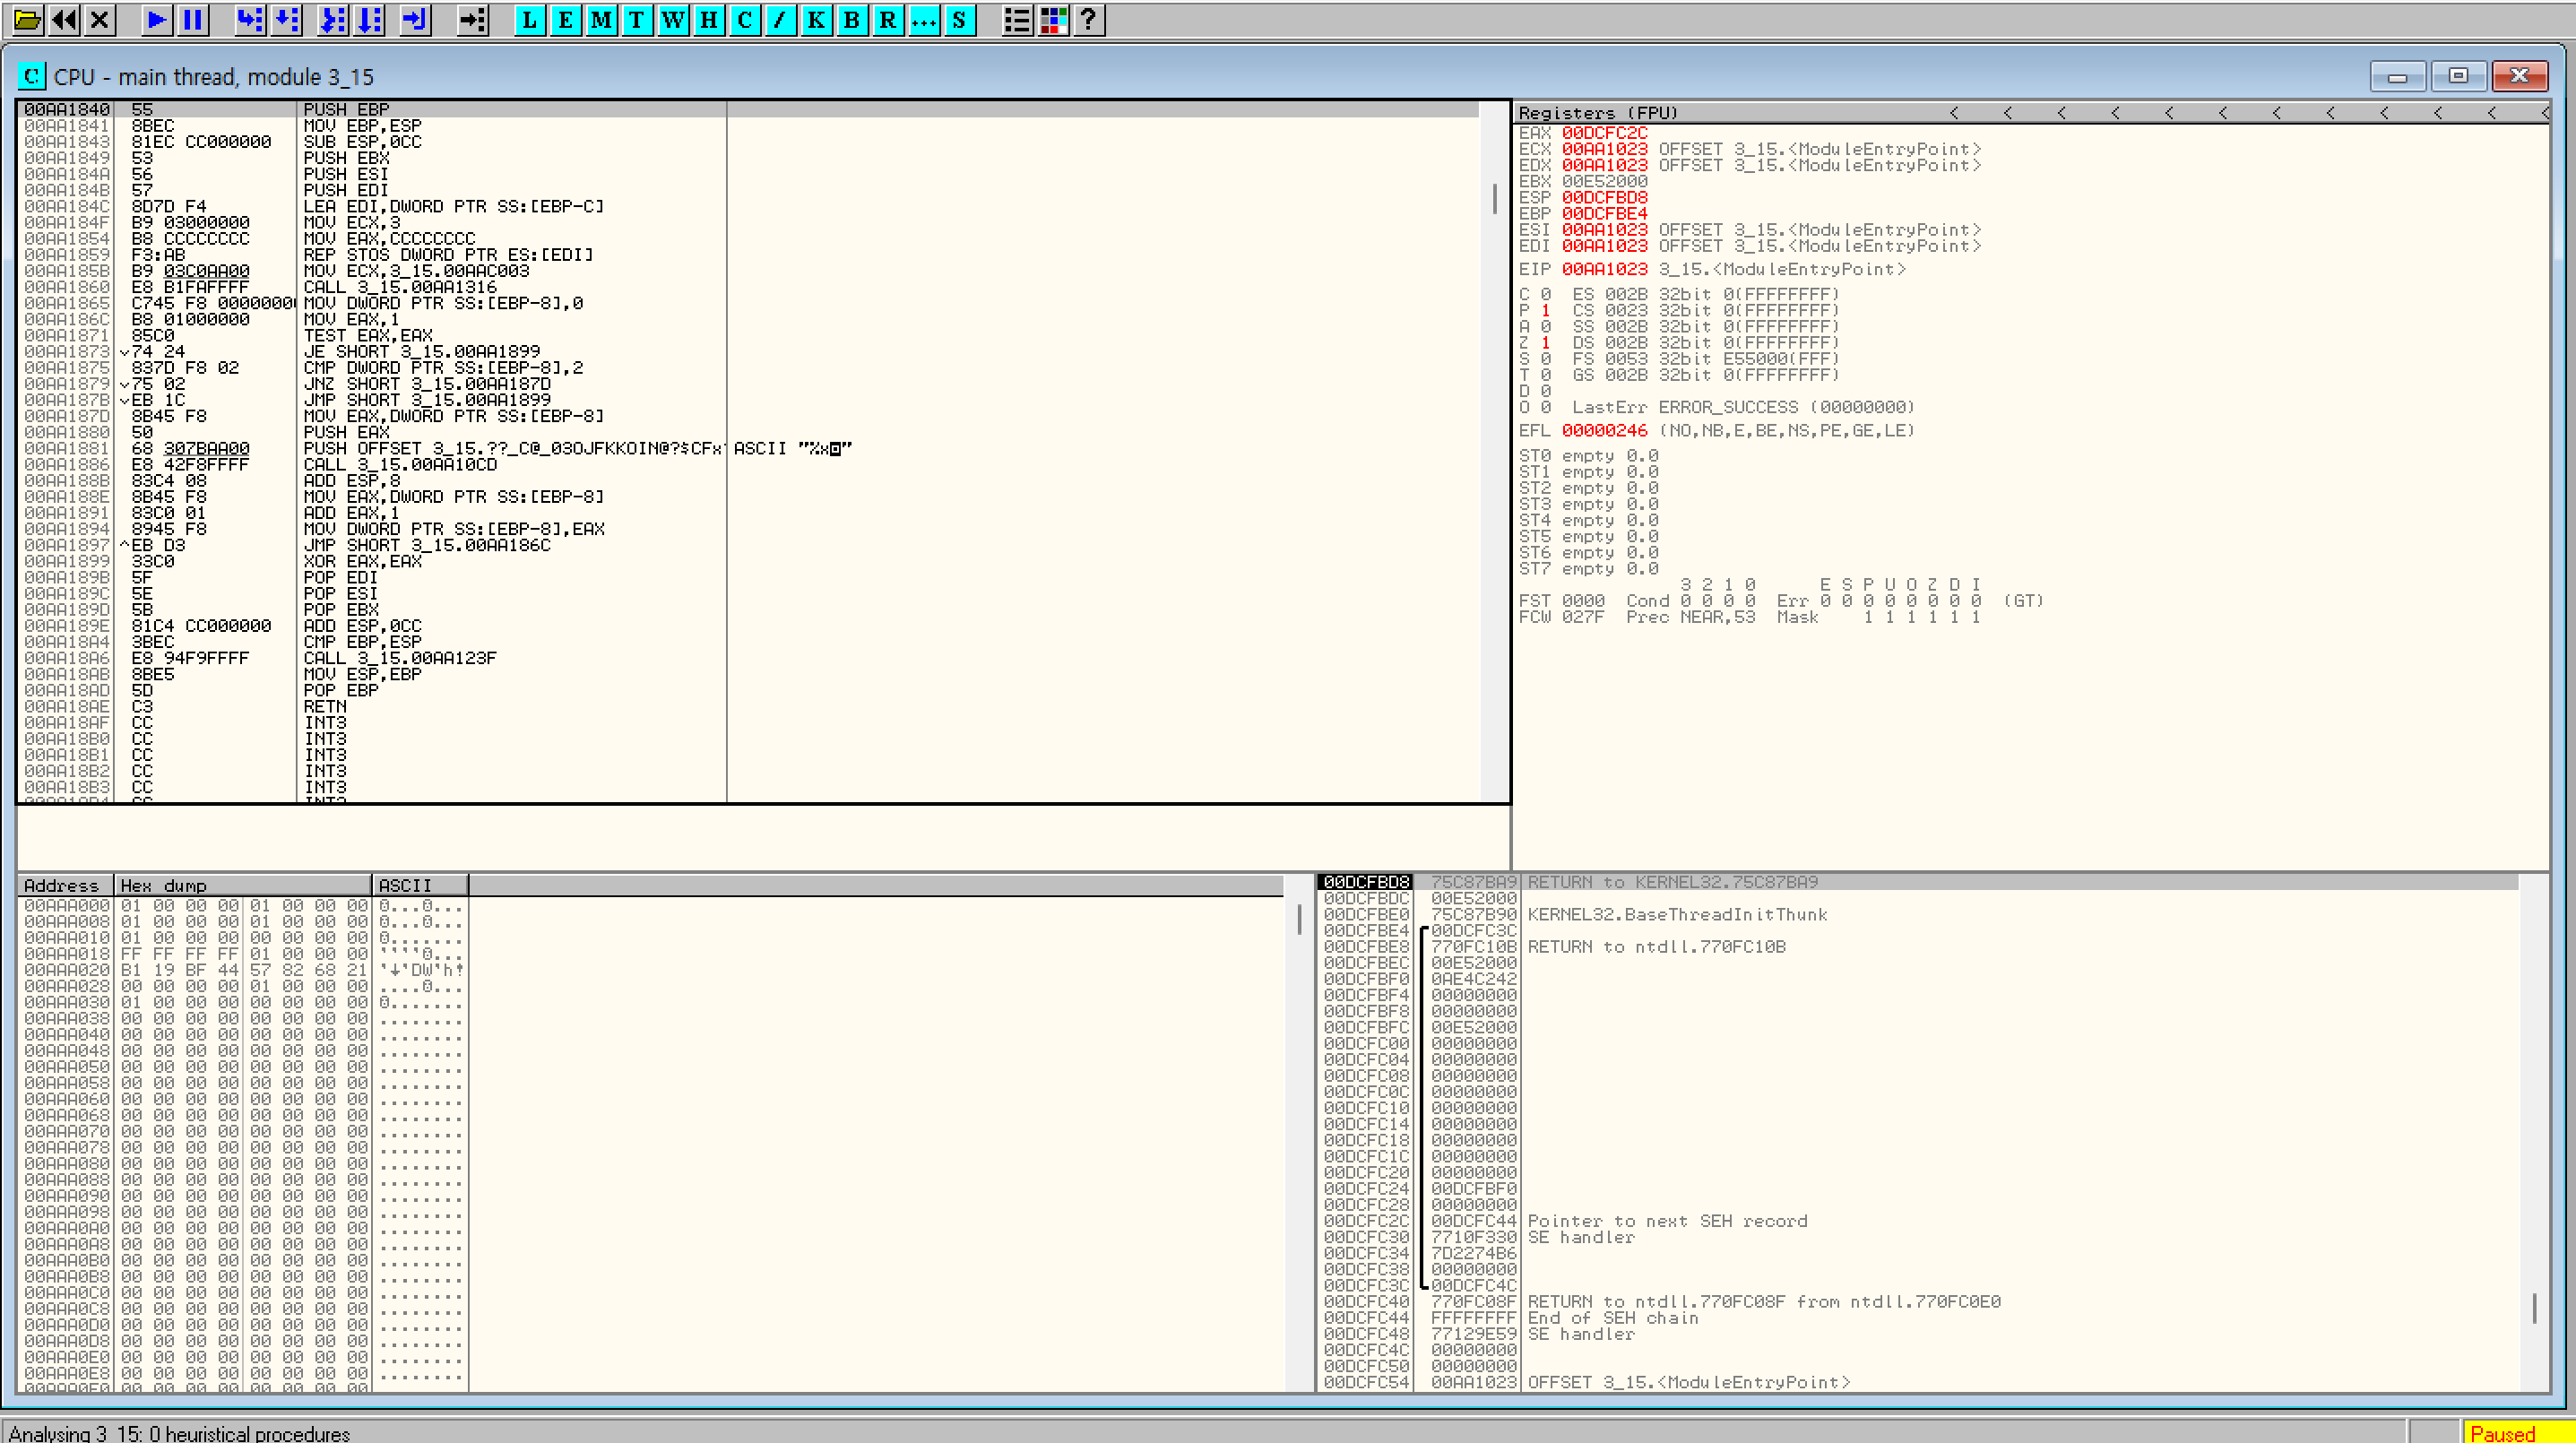 L E M T W H C / K B R ... S ?
C CPU - main thread, module 3_15
00AA1840 55 PUSH EBP
00AA1841 8BEC MOV EBP,ESP
00AA1843 81EC CC000000 SUB ESP,0CC
00AA1849 53 PUSH EBX
00AA184A 56 PUSH ESI
00AA184B 57 PUSH EDI
00AA184C 8D7D F4 LEA EDI,DWORD PTR SS:[EBP-C]
00AA184F B9 03000000 MOV ECX,3
00AA1854 B8 CCCCCCCC MOV EAX,CCCCCCCC
00AA1859 F3:AB REP STOS DWORD PTR ES:[EDI]
00AA185B B9 03C0AA00 MOV ECX,3_15.00AAC003
00AA1860 E8 B1FAFFFF CALL 3_15.00AA1316
00AA1865 C745 F8 0000000 MOV DWORD PTR SS:[EBP-8],0
00AA186C B8 01000000 MOV EAX,1
00AA1871 85C0 TEST EAX,EAX
00AA1873 74 24 JE SHORT 3_15.00AA1899
00AA1875 837D F8 02 CMP DWORD PTR SS:[EBP-8],2
00AA1879 75 02 JNZ SHORT 3_15.00AA187D
00AA187B EB 1C JMP SHORT 3_15.00AA1899
00AA187D 8B45 F8 MOV EAX,DWORD PTR SS:[EBP-8]
00AA1880 50 PUSH EAX
00AA1881 68 307BAA00 PUSH OFFSET 3_15.??_C@_03OJFKKOIN@?$CFx ASCII "%x◘"
00AA1886 E8 42F8FFFF CALL 3_15.00AA10CD
00AA188B 83C4 08 ADD ESP,8
00AA188E 8B45 F8 MOV EAX,DWORD PTR SS:[EBP-8]
00AA1891 83C0 01 ADD EAX,1
00AA1894 8945 F8 MOV DWORD PTR SS:[EBP-8],EAX
00AA1897 ^EB D3 JMP SHORT 3_15.00AA186C
00AA1899 33C0 XOR EAX,EAX
00AA189B 5F POP EDI
00AA189C 5E POP ESI
00AA189D 5B POP EBX
00AA189E 81C4 CC000000 ADD ESP,0CC
00AA18A4 3BEC CMP EBP,ESP
00AA18A6 E8 94F9FFFF CALL 3_15.00AA123F
00AA18AB 8BE5 MOV ESP,EBP
00AA18AD 5D POP EBP
00AA18AE C3 RETN
00AA18AF CC INT3
00AA18B0 CC INT3
00AA18B1 CC INT3
00AA18B2 CC INT3
00AA18B3 CC INT3
Registers (FPU) < < < < < < < < < < < <
EAX 00DCFC2C
ECX 00AA1023 OFFSET 3_15.<ModuleEntryPoint>
EDX 00AA1023 OFFSET 3_15.<ModuleEntryPoint>
EBX 00E52000
ESP 00DCFBD8
EBP 00DCFBE4
ESI 00AA1023 OFFSET 3_15.<ModuleEntryPoint>
EDI 00AA1023 OFFSET 3_15.<ModuleEntryPoint>
EIP 00AA1023 3_15.<ModuleEntryPoint>
C 0 ES 002B 32bit 0(FFFFFFFF)
P 1 CS 0023 32bit 0(FFFFFFFF)
A 0 SS 002B 32bit 0(FFFFFFFF)
Z 1 DS 002B 32bit 0(FFFFFFFF)
S 0 FS 0053 32bit E55000(FFF)
T 0 GS 002B 32bit 0(FFFFFFFF)
D 0
O 0 LastErr ERROR_SUCCESS (00000000)
EFL 00000246 (NO,NB,E,BE,NS,PE,GE,LE)
ST0 empty 0.0
ST1 empty 0.0
ST2 empty 0.0
ST3 empty 0.0
ST4 empty 0.0
ST5 empty 0.0
ST6 empty 0.0
ST7 empty 0.0
3 2 1 0 E S P U O Z D I
FST 0000 Cond 0 0 0 0 Err 0 0 0 0 0 0 0 0 (GT)
FCW 027F Prec NEAR,53 Mask 1 1 1 1 1 1
Address Hex dump ASCII
00AAA000 01 00 00 00 01 00 00 00 0...0...
00AAA008 01 00 00 00 01 00 00 00 0...0...
00AAA010 01 00 00 00 00 00 00 00 0.......
00AAA018 FF FF FF FF 01 00 00 00 ''''0...
00AAA020 B1 19 BF 44 57 82 68 21 '↓'DW'h!
00AAA028 00 00 00 00 01 00 00 00 ....0...
00AAA030 01 00 00 00 00 00 00 00 0.......
00AAA038 00 00 00 00 00 00 00 00 ........
00AAA040 00 00 00 00 00 00 00 00 ........
00AAA048 00 00 00 00 00 00 00 00 ........
00AAA050 00 00 00 00 00 00 00 00 ........
00AAA058 00 00 00 00 00 00 00 00 ........
00AAA060 00 00 00 00 00 00 00 00 ........
00AAA068 00 00 00 00 00 00 00 00 ........
00AAA070 00 00 00 00 00 00 00 00 ........
00AAA078 00 00 00 00 00 00 00 00 ........
00AAA080 00 00 00 00 00 00 00 00 ........
00AAA088 00 00 00 00 00 00 00 00 ........
00AAA090 00 00 00 00 00 00 00 00 ........
00AAA098 00 00 00 00 00 00 00 00 ........
00AAA0A0 00 00 00 00 00 00 00 00 ........
00AAA0A8 00 00 00 00 00 00 00 00 ........
00AAA0B0 00 00 00 00 00 00 00 00 ........
00AAA0B8 00 00 00 00 00 00 00 00 ........
00AAA0C0 00 00 00 00 00 00 00 00 ........
00AAA0C8 00 00 00 00 00 00 00 00 ........
00AAA0D0 00 00 00 00 00 00 00 00 ........
00AAA0D8 00 00 00 00 00 00 00 00 ........
00AAA0E0 00 00 00 00 00 00 00 00 ........
00AAA0E8 00 00 00 00 00 00 00 00 ........
00AAA0F0 00 00 00 00 00 00 00 00
00DCFBD8 75C87BA9 RETURN to KERNEL32.75C87BA9
00DCFBDC 00E52000
00DCFBE0 75C87B90 KERNEL32.BaseThreadInitThunk
00DCFBE4 00DCFC3C
00DCFBE8 770FC10B RETURN to ntdll.770FC10B
00DCFBEC 00E52000
00DCFBF0 0AE4C242
00DCFBF4 00000000
00DCFBF8 00000000
00DCFBFC 00E52000
00DCFC00 00000000
00DCFC04 00000000
00DCFC08 00000000
00DCFC0C 00000000
00DCFC10 00000000
00DCFC14 00000000
00DCFC18 00000000
00DCFC1C 00000000
00DCFC20 00000000
00DCFC24 00DCFBF0
00DCFC28 00000000
00DCFC2C 00DCFC44 Pointer to next SEH record
00DCFC30 7710F330 SE handler
00DCFC34 7D2274B6
00DCFC38 00000000
00DCFC3C 00DCFC4C
00DCFC40 770FC08F RETURN to ntdll.770FC08F from ntdll.770FC0E0
00DCFC44 FFFFFFFF End of SEH chain
00DCFC48 77129E59 SE handler
00DCFC4C 00000000
00DCFC50 00000000
00DCFC54 00AA1023 OFFSET 3_15.<ModuleEntryPoint>
Analysing 3_15: 0 heuristical procedures
Paused